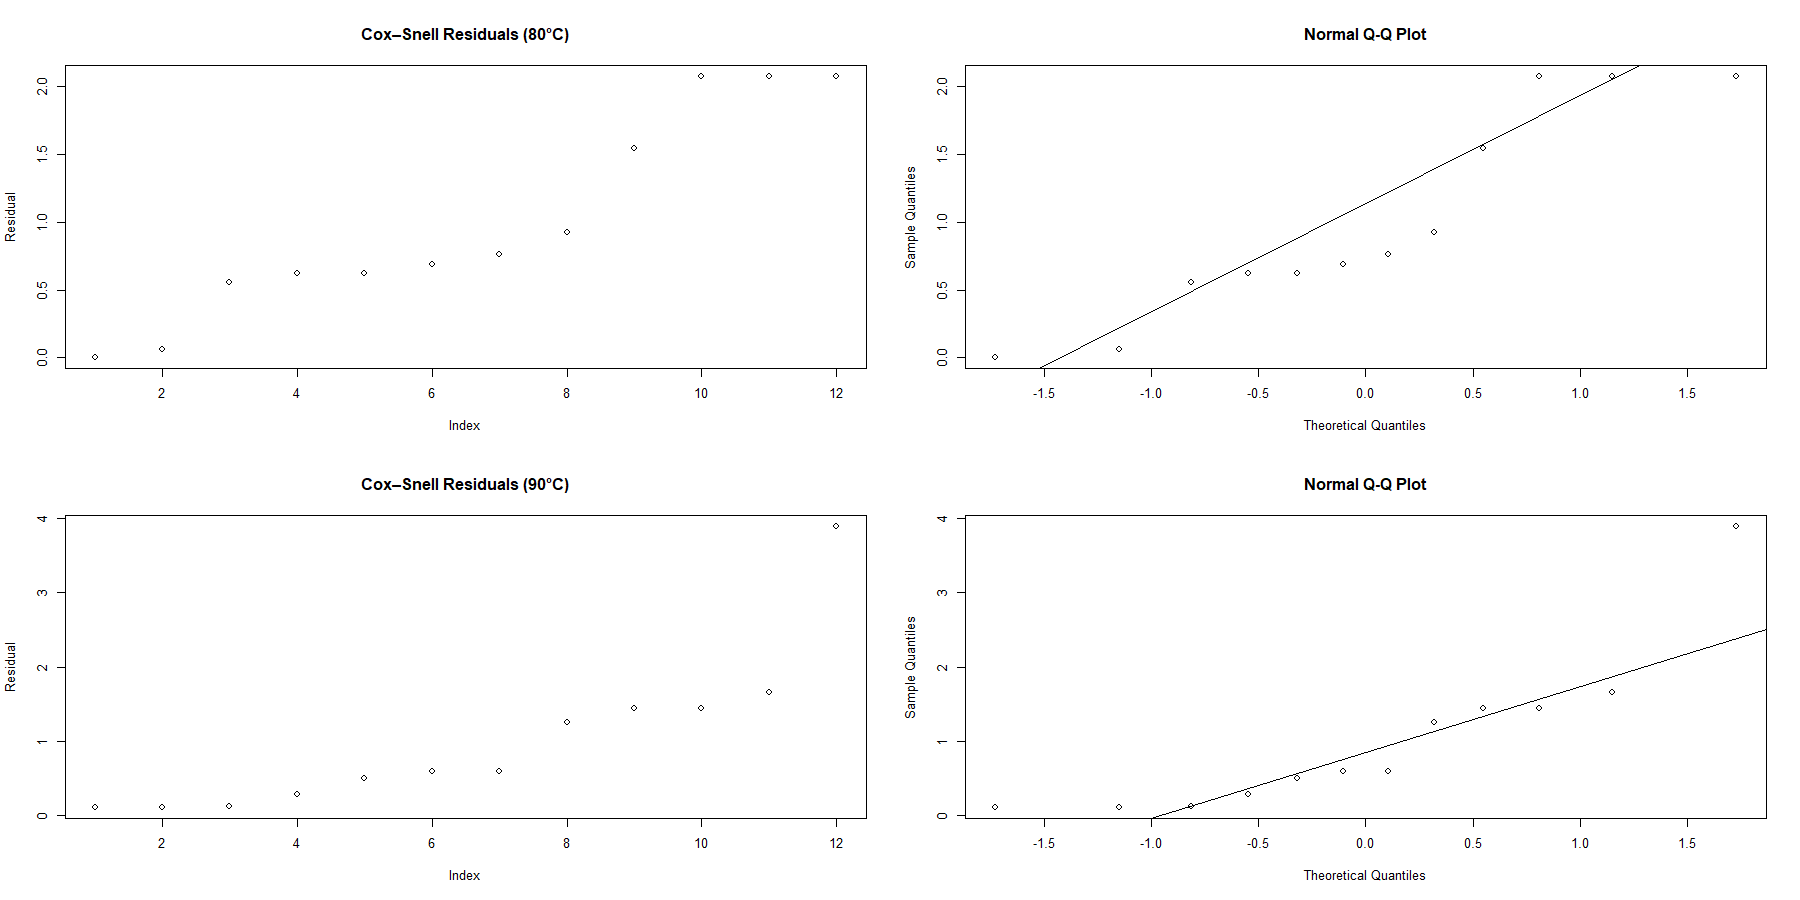 Cox–Snell Residuals (80°C)
Residual
0.0 0.5 1.0 1.5 2.0
2 4 6 8 10 12
Index
Normal Q-Q Plot
Sample Quantiles
0.0 0.5 1.0 1.5 2.0
-1.5 -1.0 -0.5 0.0 0.5 1.0 1.5
Theoretical Quantiles
Cox–Snell Residuals (90°C)
Residual
0 1 2 3 4
2 4 6 8 10 12
Index
Normal Q-Q Plot
Sample Quantiles
0 1 2 3 4
-1.5 -1.0 -0.5 0.0 0.5 1.0 1.5
Theoretical Quantiles